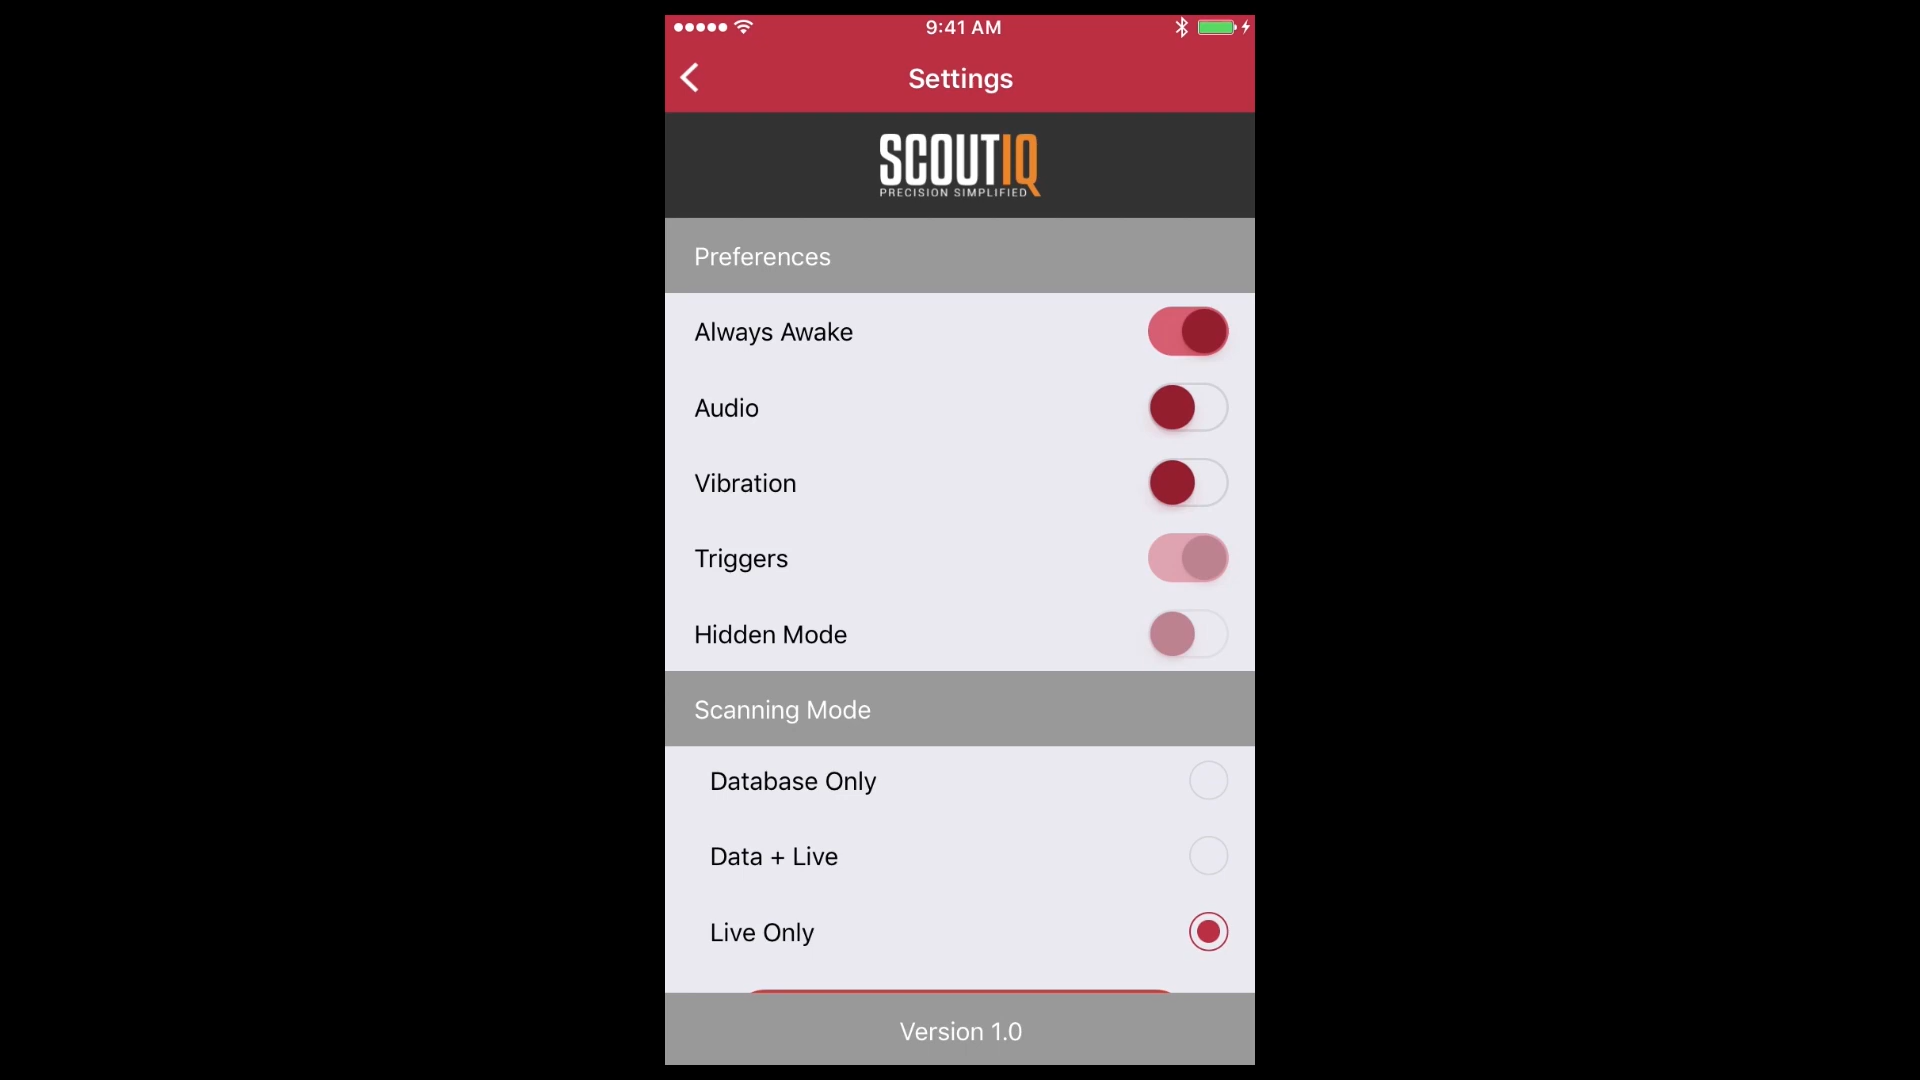 9:41 AM
Settings
SCOUTIQ
PRECISION SIMPLIFIED
Preferences
Always Awake
Audio
Vibration
Triggers
Hidden Mode
Scanning Mode
Database Only
Data + Live
Live Only
Version 1.0